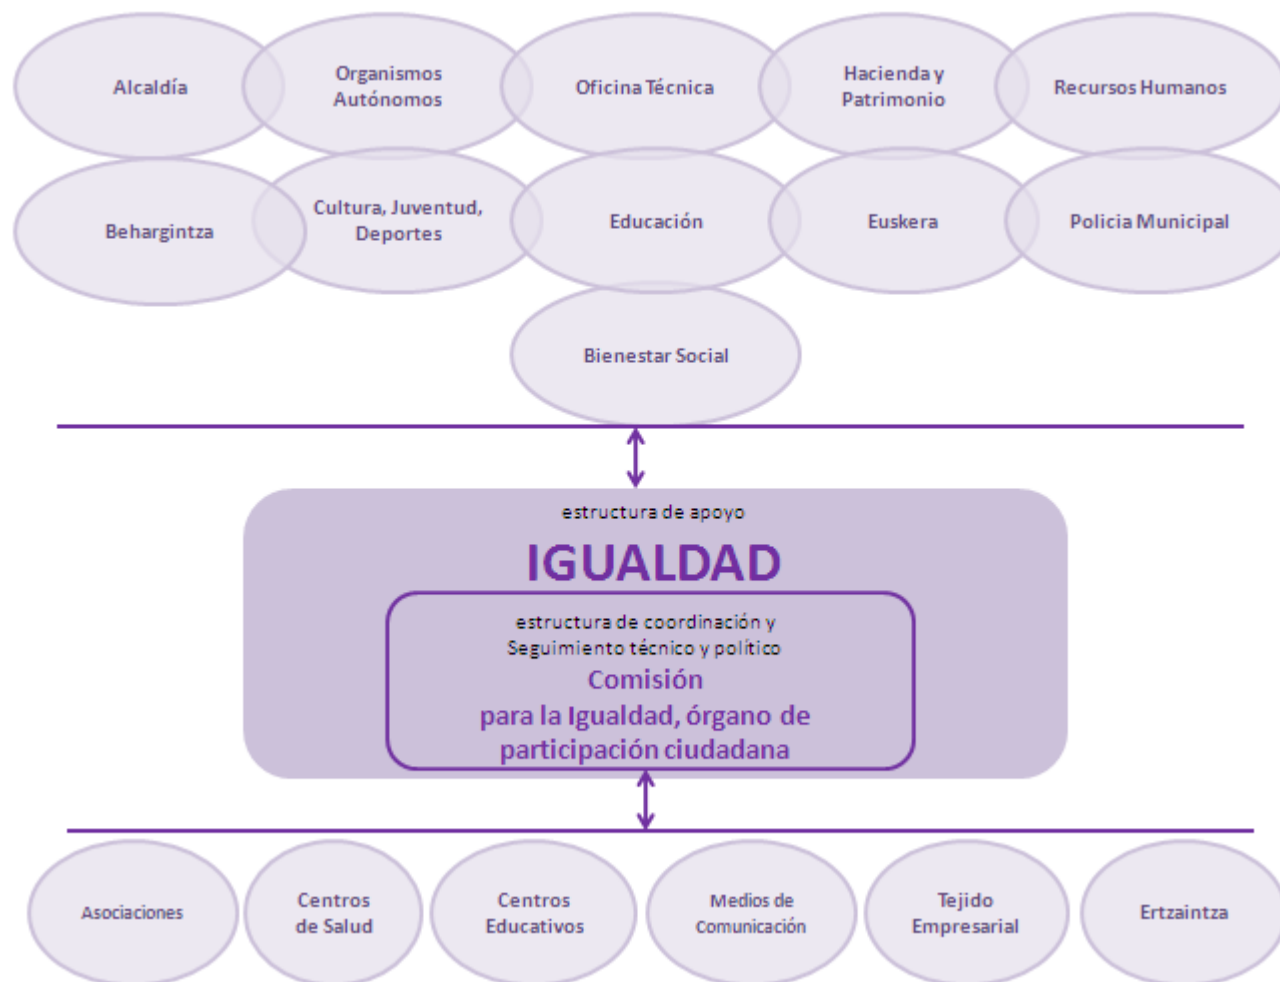 Alcaldía
Organismos
Autónomos
Oficina Técnica
Hacienda y
Patrimonio
Recursos Humanos
Behargintza
Cultura, Juventud,
Deportes
Educación
Euskera
Policia Municipal
Bienestar Social
estructura de apoyo
IGUALDAD
estructura de coordinación y
Seguimiento técnico y político
Comisión
para la Igualdad, órgano de
participación ciudadana
Asociaciones
Centros
de Salud
Centros
Educativos
Medios de
Comunicación
Tejido
Empresarial
Ertzaintza